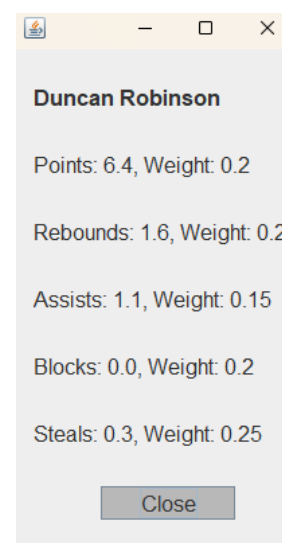 Duncan Robinson
Points: 6.4, Weight: 0.2
Rebounds: 1.6, Weight: 0.2
Assists: 1.1, Weight: 0.15
Blocks: 0.0, Weight: 0.2
Steals: 0.3, Weight: 0.25
Close